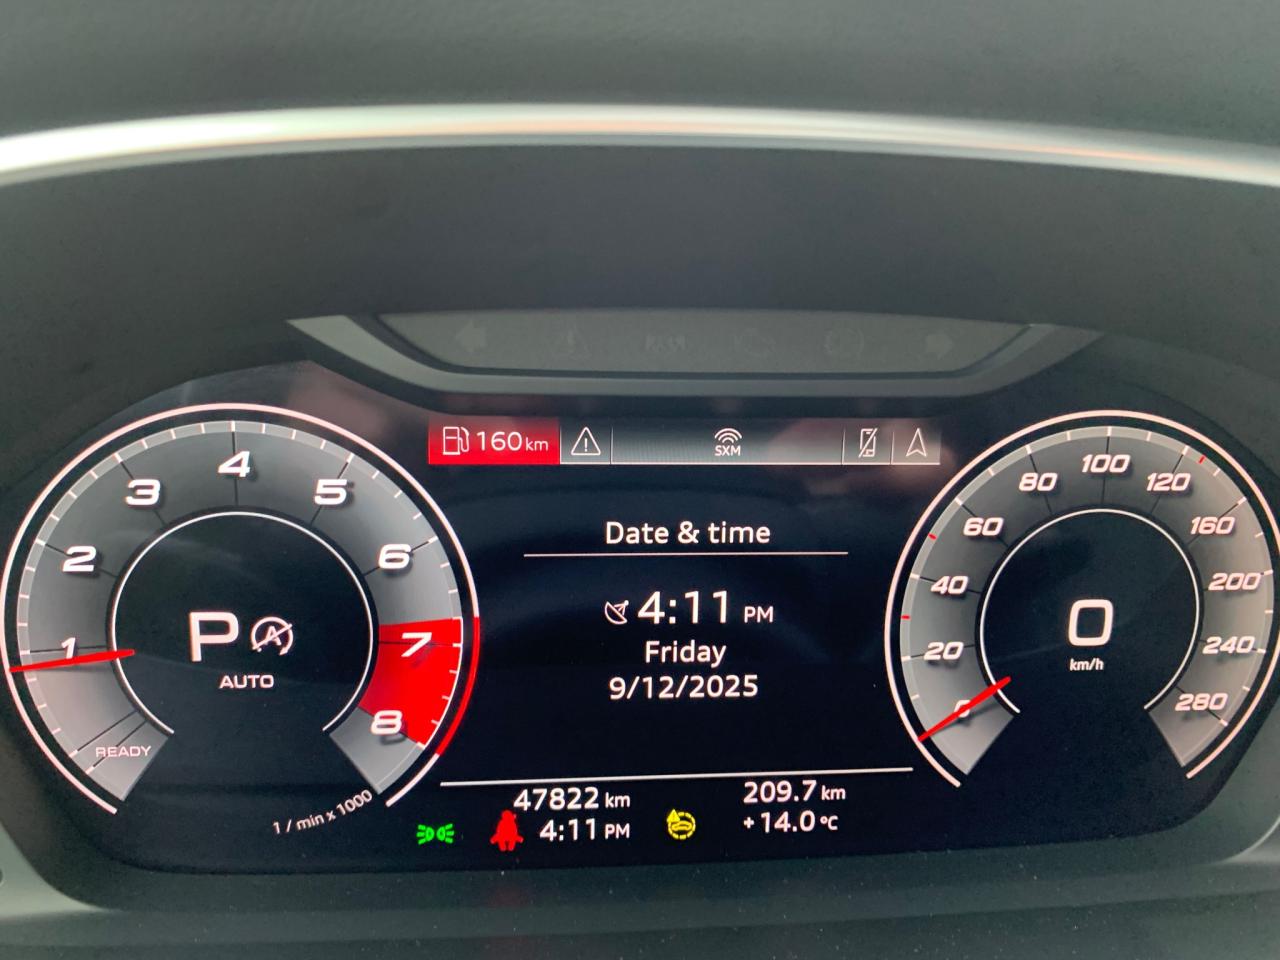 160 km
SXM
Date & time
4:11 PM
Friday
9/12/2025
1
2
3
4
5
6
7
8
READY
1 / min x 1000
P A
AUTO
0
20
40
60
80
100
120
160
200
240
280
0
km/h
47822 km
209.7 km
4:11 PM
+14.0 °C